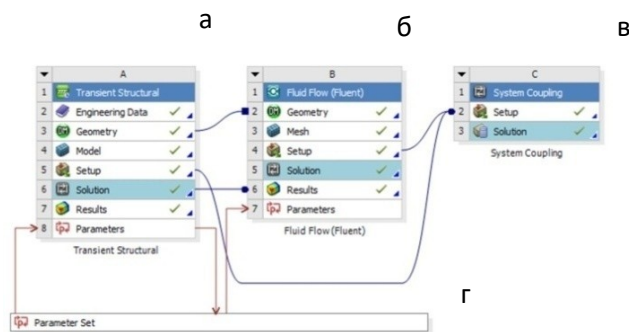 а
б
в
A
1 Transient Structural
2 Engineering Data
3 Geometry
4 Model
5 Setup
6 Solution
7 Results
8 Parameters
Transient Structural
B
1 Fluid Flow (Fluent)
2 Geometry
3 Mesh
4 Setup
5 Solution
6 Results
7 Parameters
Fluid Flow (Fluent)
C
1 System Coupling
2 Setup
3 Solution
System Coupling
г
Parameter Set